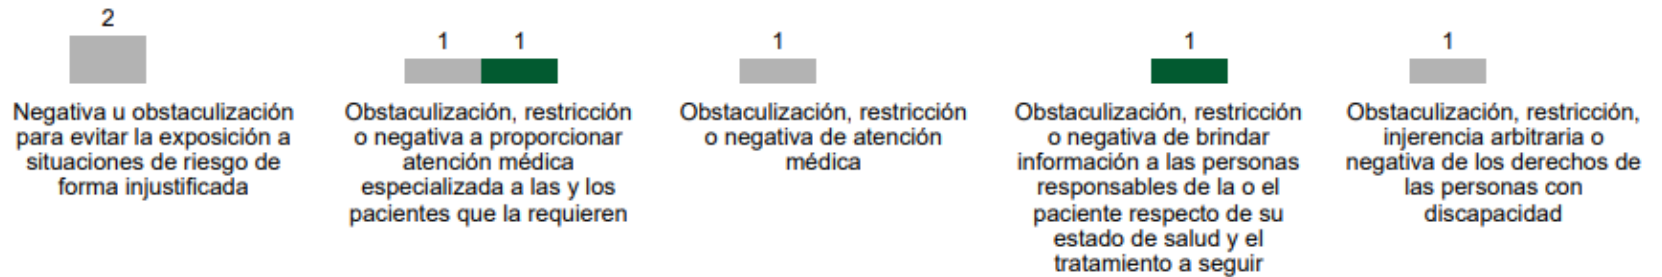 2
Negativa u obstaculización
para evitar la exposición a
situaciones de riesgo de
forma injustificada
1 1
Obstaculización, restricción
o negativa a proporcionar
atención médica
especializada a las y los
pacientes que la requieren
1
Obstaculización, restricción
o negativa de atención
médica
1
Obstaculización, restricción
o negativa de brindar
información a las personas
responsables de la o el
paciente respecto de su
estado de salud y el
tratamiento a seguir
1
Obstaculización, restricción,
injerencia arbitraria o
negativa de los derechos de
las personas con
discapacidad